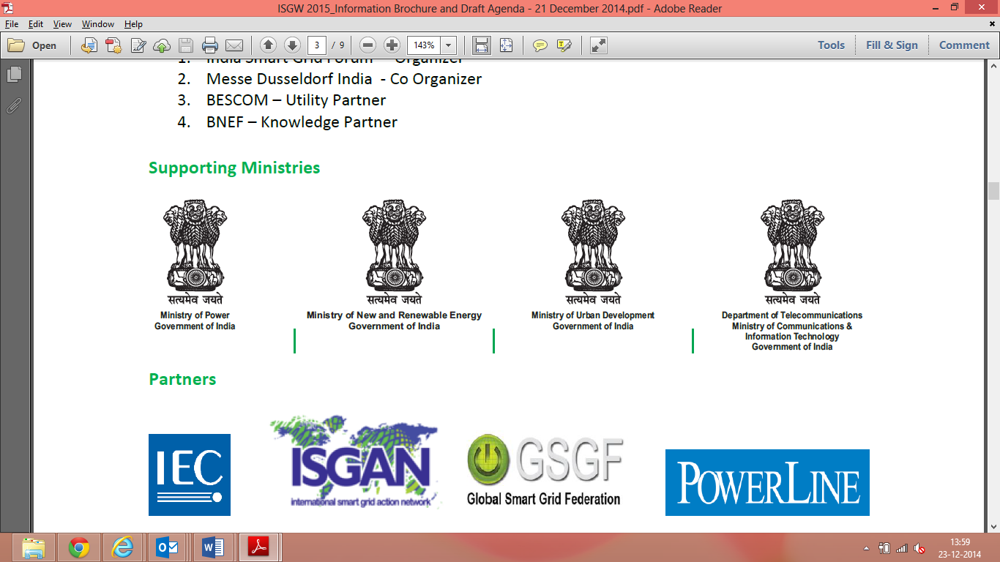 ISGW 2015_Information Brochure and Draft Agenda - 21 December 2014.pdf - Adobe Reader
File Edit View Window Help
Open 3 / 9 143% Tools Fill & Sign Comment
1. India Smart Grid Forum - Organizer
2. Messe Dusseldorf India - Co Organizer
3. BESCOM – Utility Partner
4. BNEF – Knowledge Partner
Supporting Ministries
सत्यमेव जयते
Ministry of Power
Government of India
सत्यमेव जयते
Ministry of New and Renewable Energy
Government of India
सत्यमेव जयते
Ministry of Urban Development
Government of India
सत्यमेव जयते
Department of Telecommunications
Ministry of Communications &
Information Technology
Government of India
Partners
IEC
ISGAN
international smart grid action network
GSGF
Global Smart Grid Federation
POWERLINE
13:59
23-12-2014